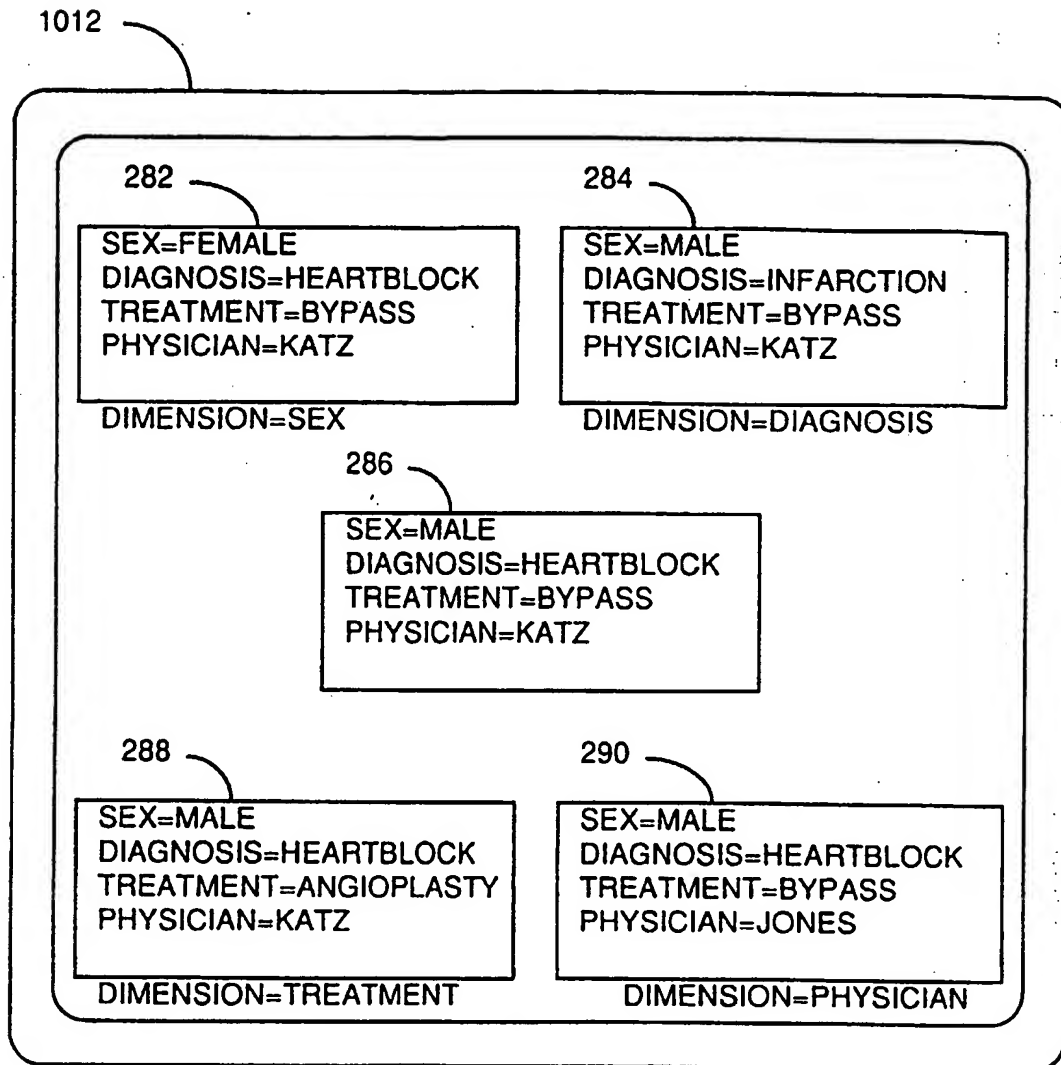 1012
282
SEX=FEMALE
DIAGNOSIS=HEARTBLOCK
TREATMENT=BYPASS
PHYSICIAN=KATZ
DIMENSION=SEX
284
SEX=MALE
DIAGNOSIS=INFARCTION
TREATMENT=BYPASS
PHYSICIAN=KATZ
DIMENSION=DIAGNOSIS
286
SEX=MALE
DIAGNOSIS=HEARTBLOCK
TREATMENT=BYPASS
PHYSICIAN=KATZ
288
SEX=MALE
DIAGNOSIS=HEARTBLOCK
TREATMENT=ANGIOPLASTY
PHYSICIAN=KATZ
DIMENSION=TREATMENT
290
SEX=MALE
DIAGNOSIS=HEARTBLOCK
TREATMENT=BYPASS
PHYSICIAN=JONES
DIMENSION=PHYSICIAN